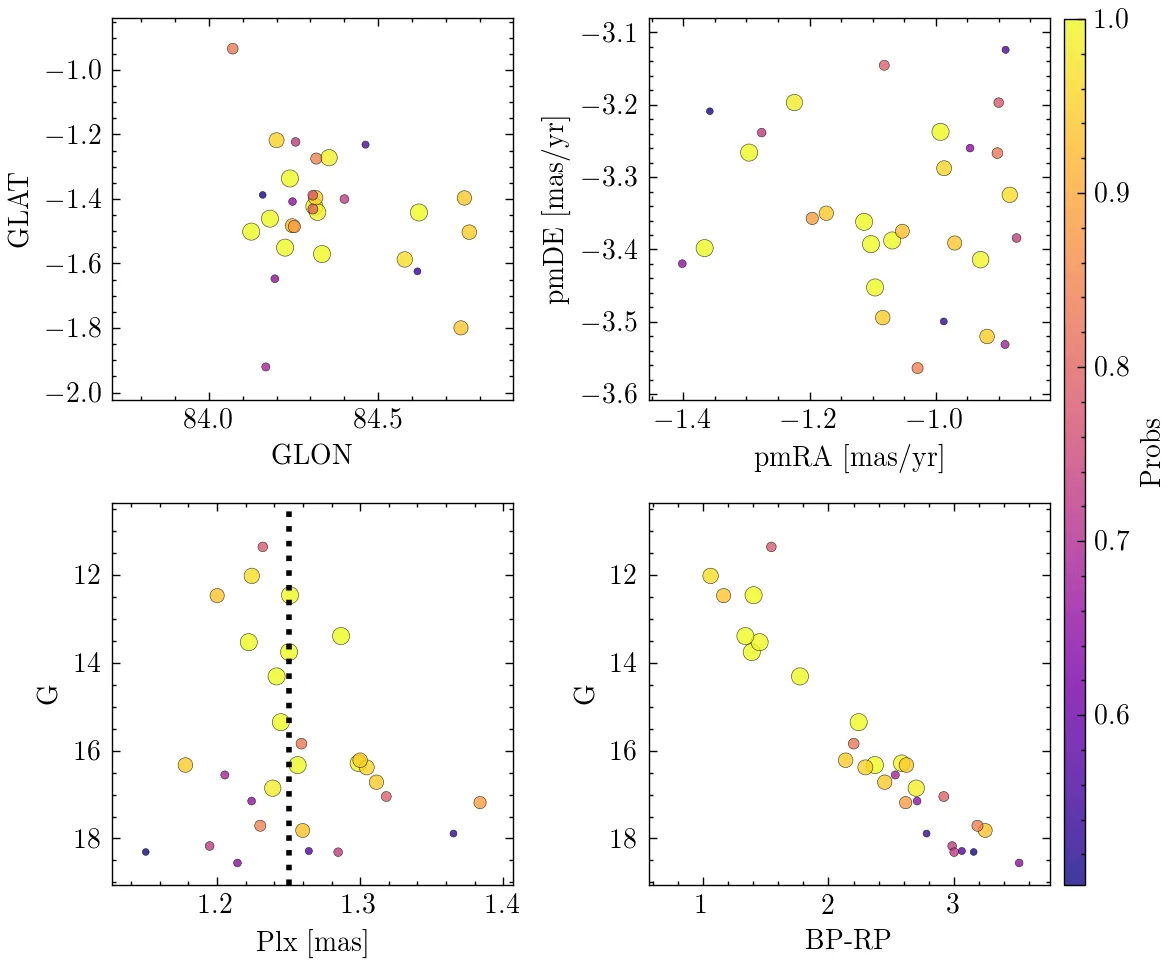 −1.0
−1.2
−1.4
−1.6
−1.8
−2.0
GLAT
84.0 84.5
GLON
−3.1
−3.2
−3.3
−3.4
−3.5
−3.6
pmDE [mas/yr]
−1.4 −1.2 −1.0
pmRA [mas/yr]
12
14
16
18
G
1.2 1.3 1.4
Plx [mas]
12
14
16
18
G
1 2 3
BP-RP
1.0
0.9
0.8
0.7
0.6
Probs